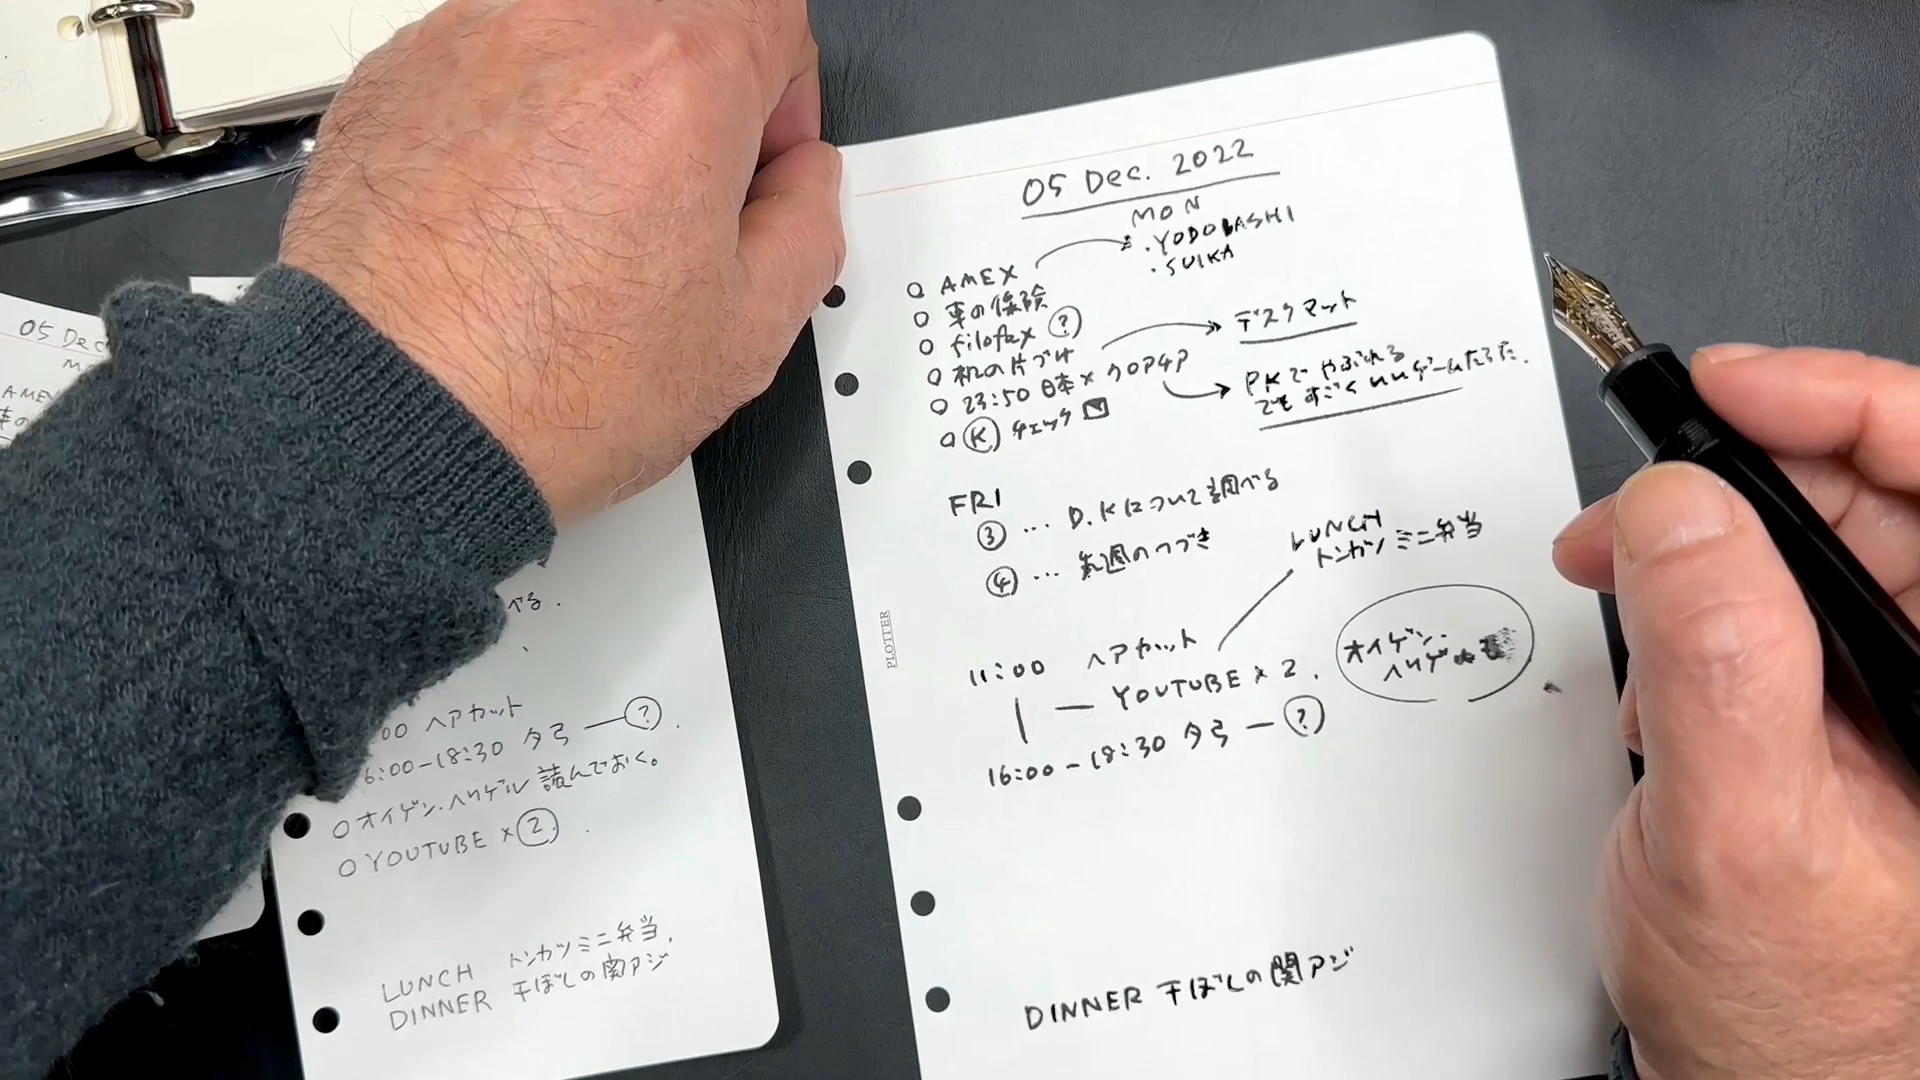 05 Dec. 2022
MON
AMEX
・YODOBASHI
・SUIKA
車の保険
filofax ?
机の片づけ
デスクマット
23:50 日本×クロアチア
PKでやぶれる
でもすごくいいゲームだった.
K チェック
FRI
③ … D.Kについて調べる
④ … 先週のつづき
LUNCH
トンカツミニ弁当
11:00 ヘアカット
YOUTUBE × 2.
オイゲン・
ヘリゲル
16:00-18:30 夕弓 — ?
DINNER 干ぼしの関アジ
PLOTTER
05 Dec
AMEX
車の
べる.
00 ヘアカット
6:00-18:30 夕弓 — ?.
オイゲン・ヘリゲル 読んでおく。
YOUTUBE × 2.
LUNCH トンカツミニ弁当.
DINNER 干ぼしの関アジ